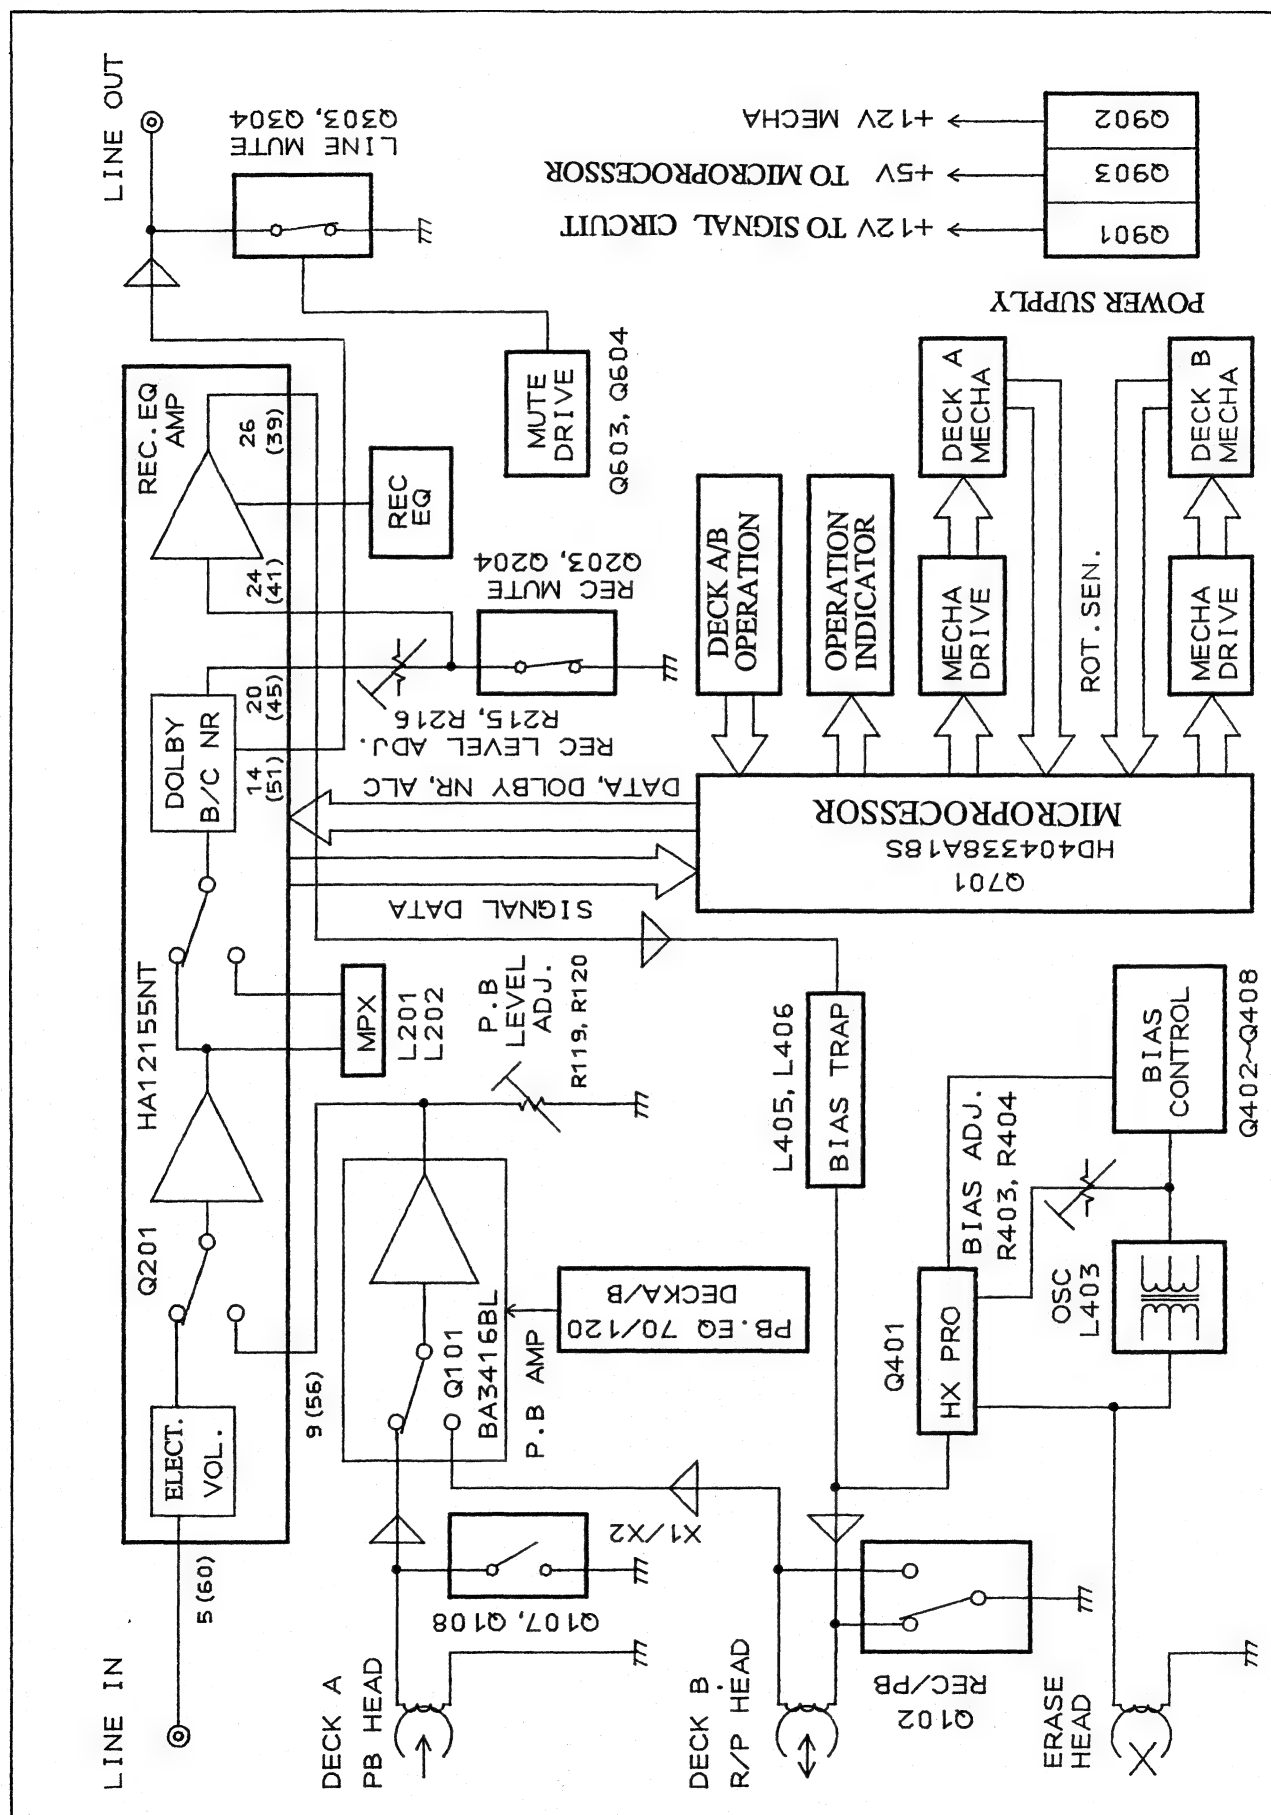 LINE IN
5 (60)
ELECT.
VOL.
Q201
HA12155NT
DOLBY
B/C NR
REC.EQ
AMP
LINE OUT
9 (56)
MPX
L201
L202
14
(51)
20
(45)
24
(41)
26
(39)
LINE MUTE
Q303, Q304
DECK A
PB HEAD
Q107, Q108
Q101
BA3416BL
P.B AMP
P.B
LEVEL
ADJ.
R119, R120
SIGNAL DATA
DATA, DOLBY NR, ALC
REC LEVEL ADJ.
R215, R216
REC MUTE
Q203, Q204
REC
EQ
MUTE
DRIVE
Q603, Q604
PB.EQ 70/120
DECKA/B
X1/X2
DECK B
R/P HEAD
Q102
REC/PB
L405, L406
BIAS TRAP
Q701
HD404338A18S
MICROPROCESSOR
DECK A/B
OPERATION
OPERATION
INDICATOR
MECHA
DRIVE
DECK A
MECHA
ROT.SEN.
MECHA
DRIVE
DECK B
MECHA
Q401
HX PRO
BIAS ADJ.
R403, R404
OSC
L403
BIAS
CONTROL
Q402~Q408
ERASE
HEAD
POWER SUPPLY
Q901
Q903
Q902
+12V TO SIGNAL CIRCUIT
+5V TO MICROPROCESSOR
+12V MECHA